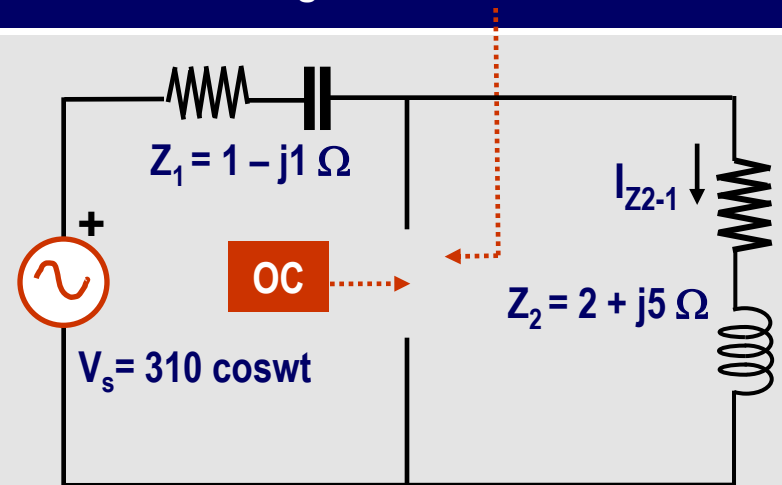 Z1 = 1 – j1 Ω
+
IZ2-1
OC
Z2 = 2 + j5 Ω
Vs= 310 coswt